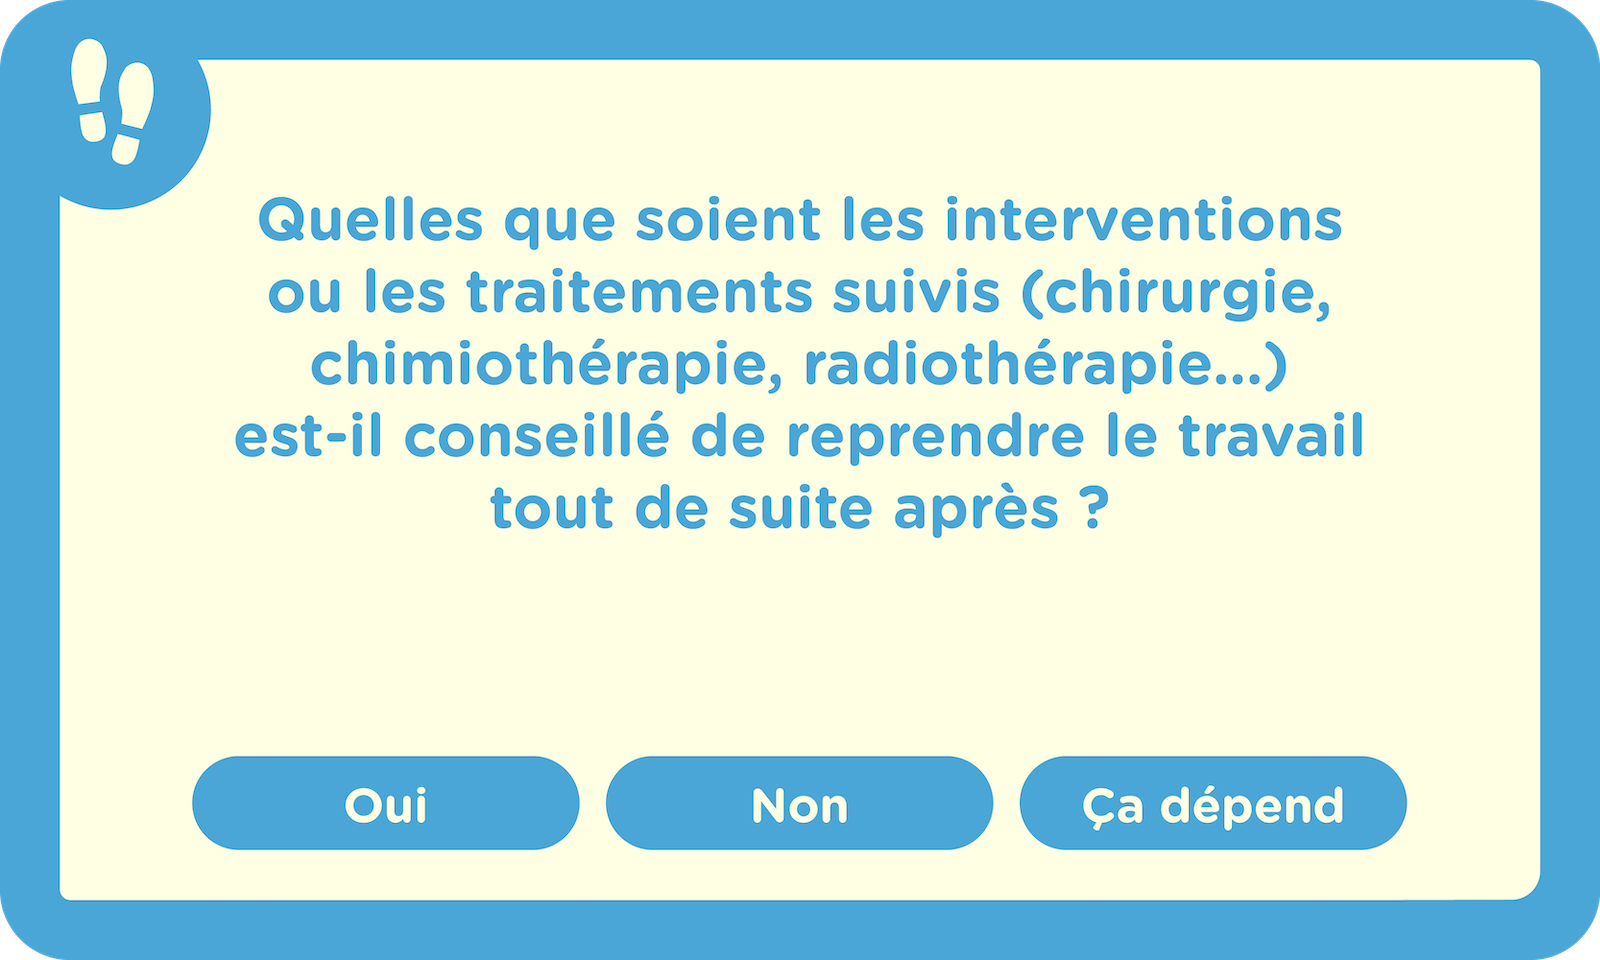 Quelles que soient les interventions
ou les traitements suivis (chirurgie,
chimiothérapie, radiothérapie...)
est-il conseillé de reprendre le travail
tout de suite après ?
Oui
Non
Ça dépend